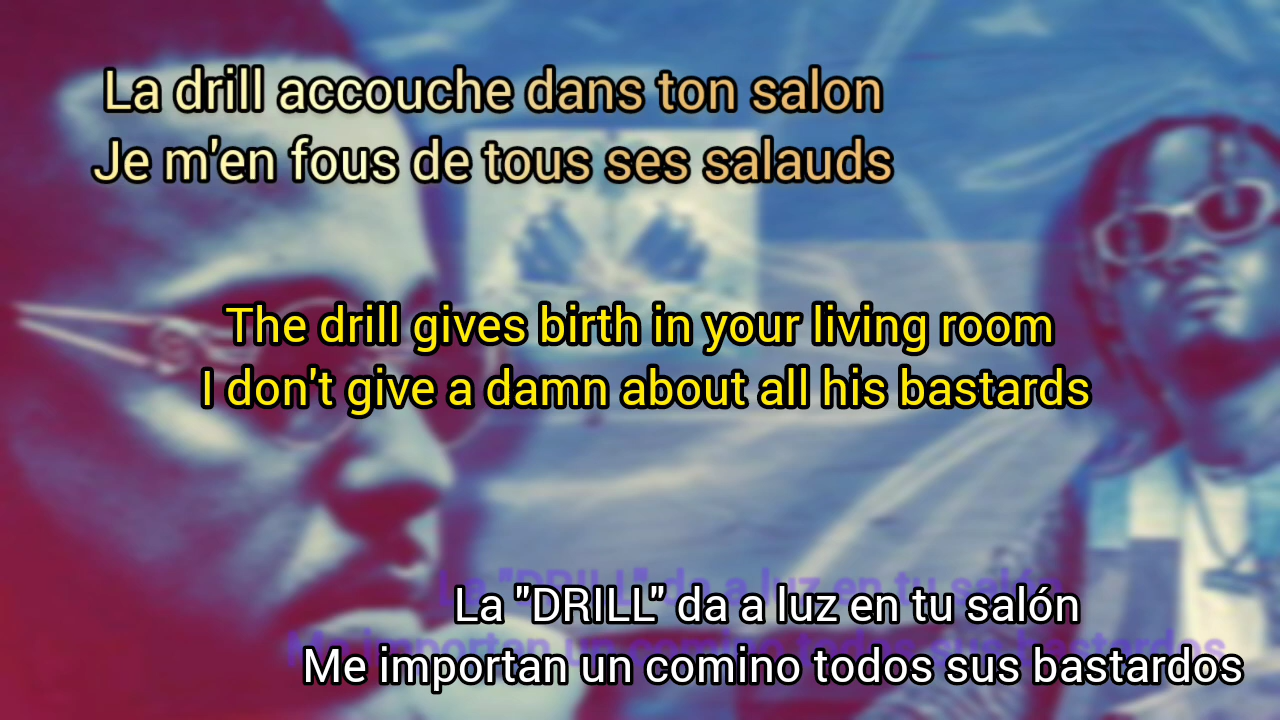 La drill accouche dans ton salon
Je m'en fous de tous ses salauds
The drill gives birth in your living room
I don't give a damn about all his bastards
La "DRILL" da a luz en tu salón
Me importan un comino todos sus bastardos